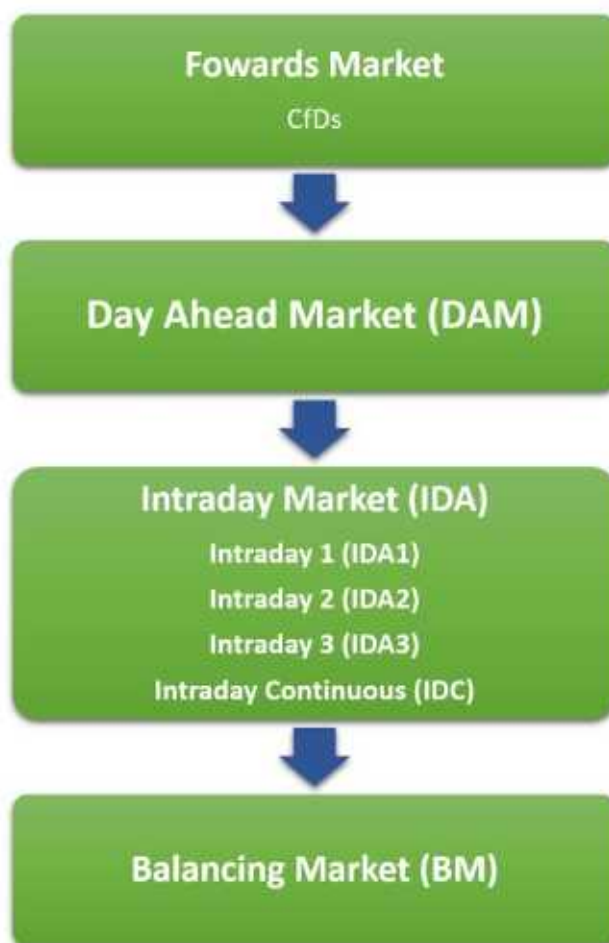 Fowards Market
CfDs
Day Ahead Market (DAM)
Intraday Market (IDA)
Intraday 1 (IDA1)
Intraday 2 (IDA2)
Intraday 3 (IDA3)
Intraday Continuous (IDC)
Balancing Market (BM)